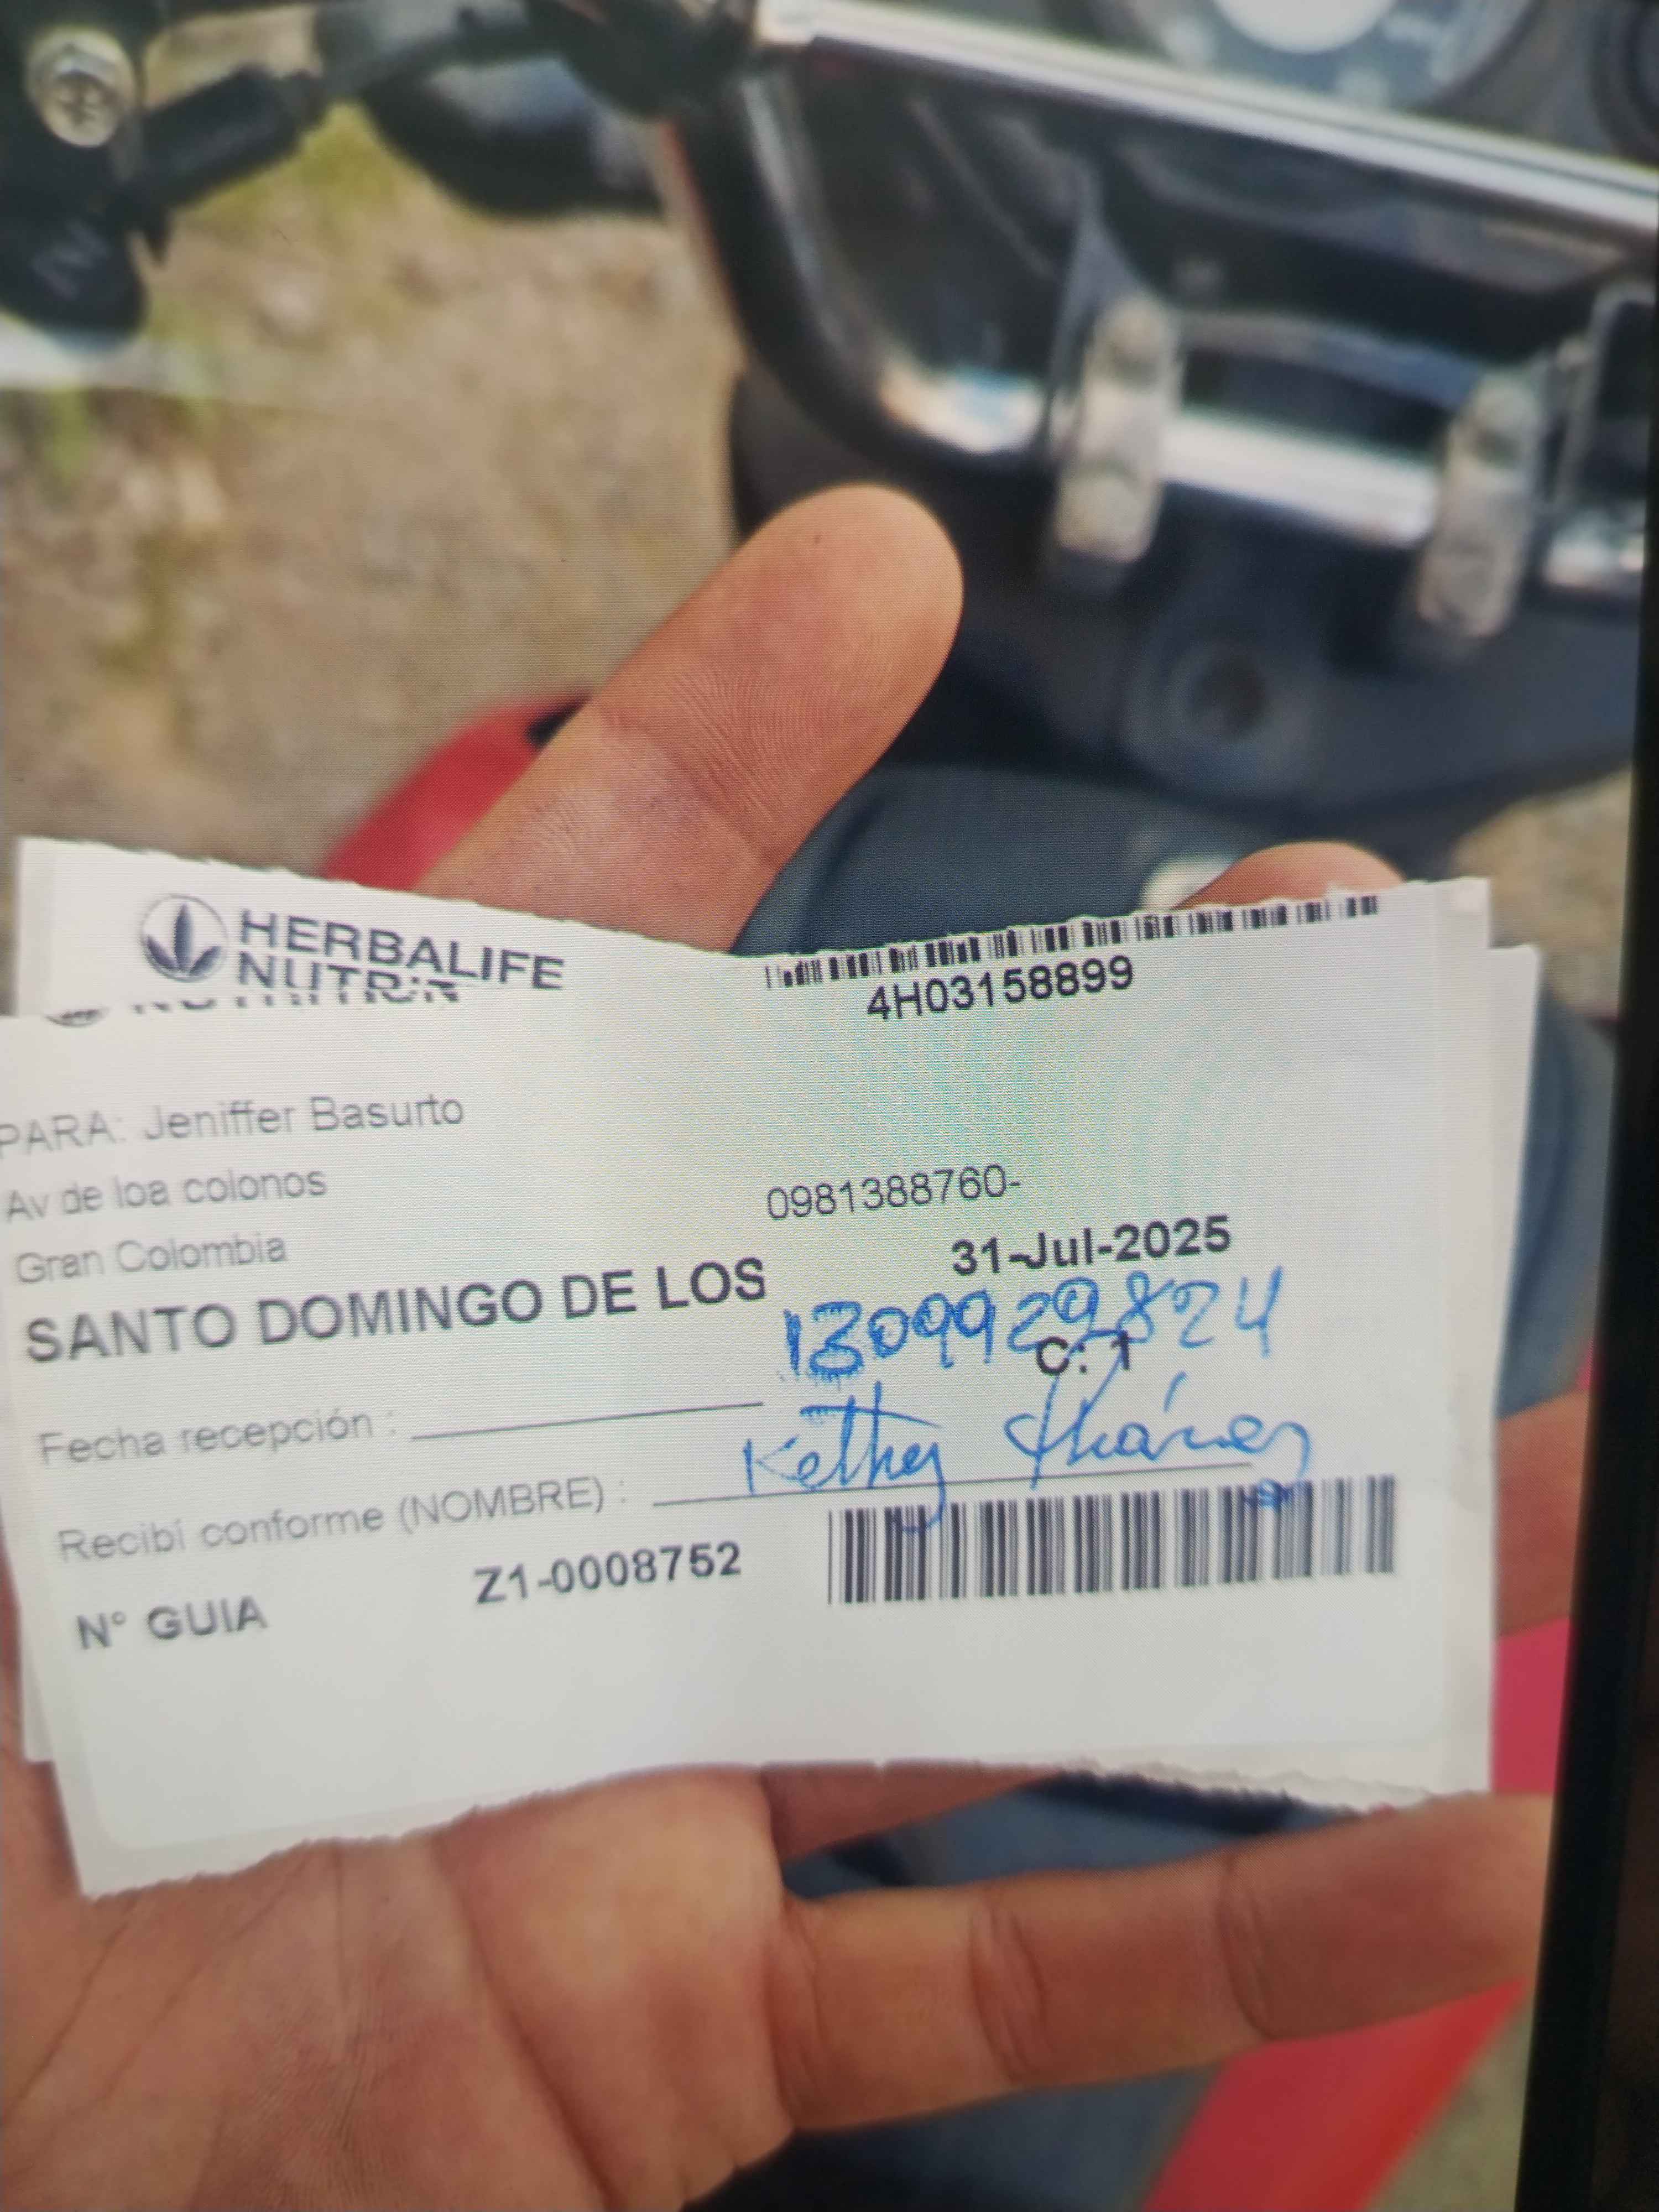 HERBALIFE
NUTRI
4H03158899
PARA: Jeniffer Basurto
Av de loa colonos
0981388760-
Gran Colombia
31-Jul-2025
SANTO DOMINGO DE LOS
1309929824
C: 1
Fecha recepción :
Recibí conforme (NOMBRE) : Kethy
N° GUIA Z1-0008752